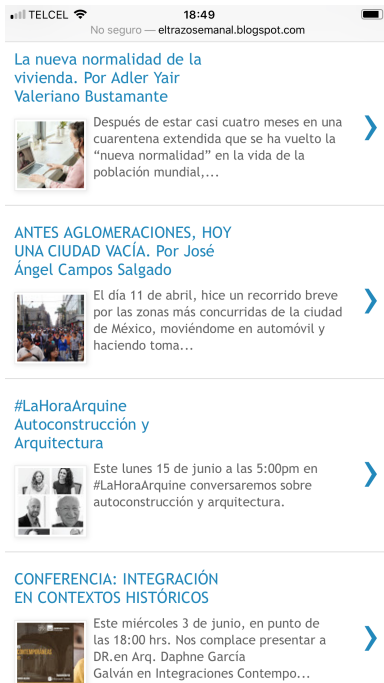 TELCEL 18:49
No seguro — eltrazosemanal.blogspot.com
La nueva normalidad de la
vivienda. Por Adler Yair
Valeriano Bustamante
Después de estar casi cuatro meses en una
cuarentena extendida que se ha vuelto la
“nueva normalidad” en la vida de la
población mundial,...
ANTES AGLOMERACIONES, HOY
UNA CIUDAD VACÍA. Por José
Ángel Campos Salgado
El día 11 de abril, hice un recorrido breve
por las zonas más concurridas de la ciudad
de México, moviéndome en automóvil y
haciendo toma...
#LaHoraArquine
Autoconstrucción y
Arquitectura
Este lunes 15 de junio a las 5:00pm en
#LaHoraArquine conversaremos sobre
autoconstrucción y arquitectura.
CONFERENCIA: INTEGRACIÓN
EN CONTEXTOS HISTÓRICOS
Este miércoles 3 de junio, en punto de
las 18:00 hrs. Nos complace presentar a
DR.en Arq. Daphne García
Galván en Integraciones Contempo...